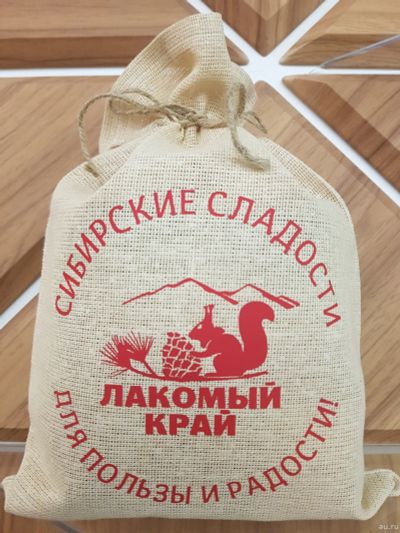 СИБИРСКИЕ СЛАДОСТИ
ЛАКОМЫЙ
КРАЙ
ДЛЯ ПОЛЬЗЫ И РАДОСТИ!
au.ru